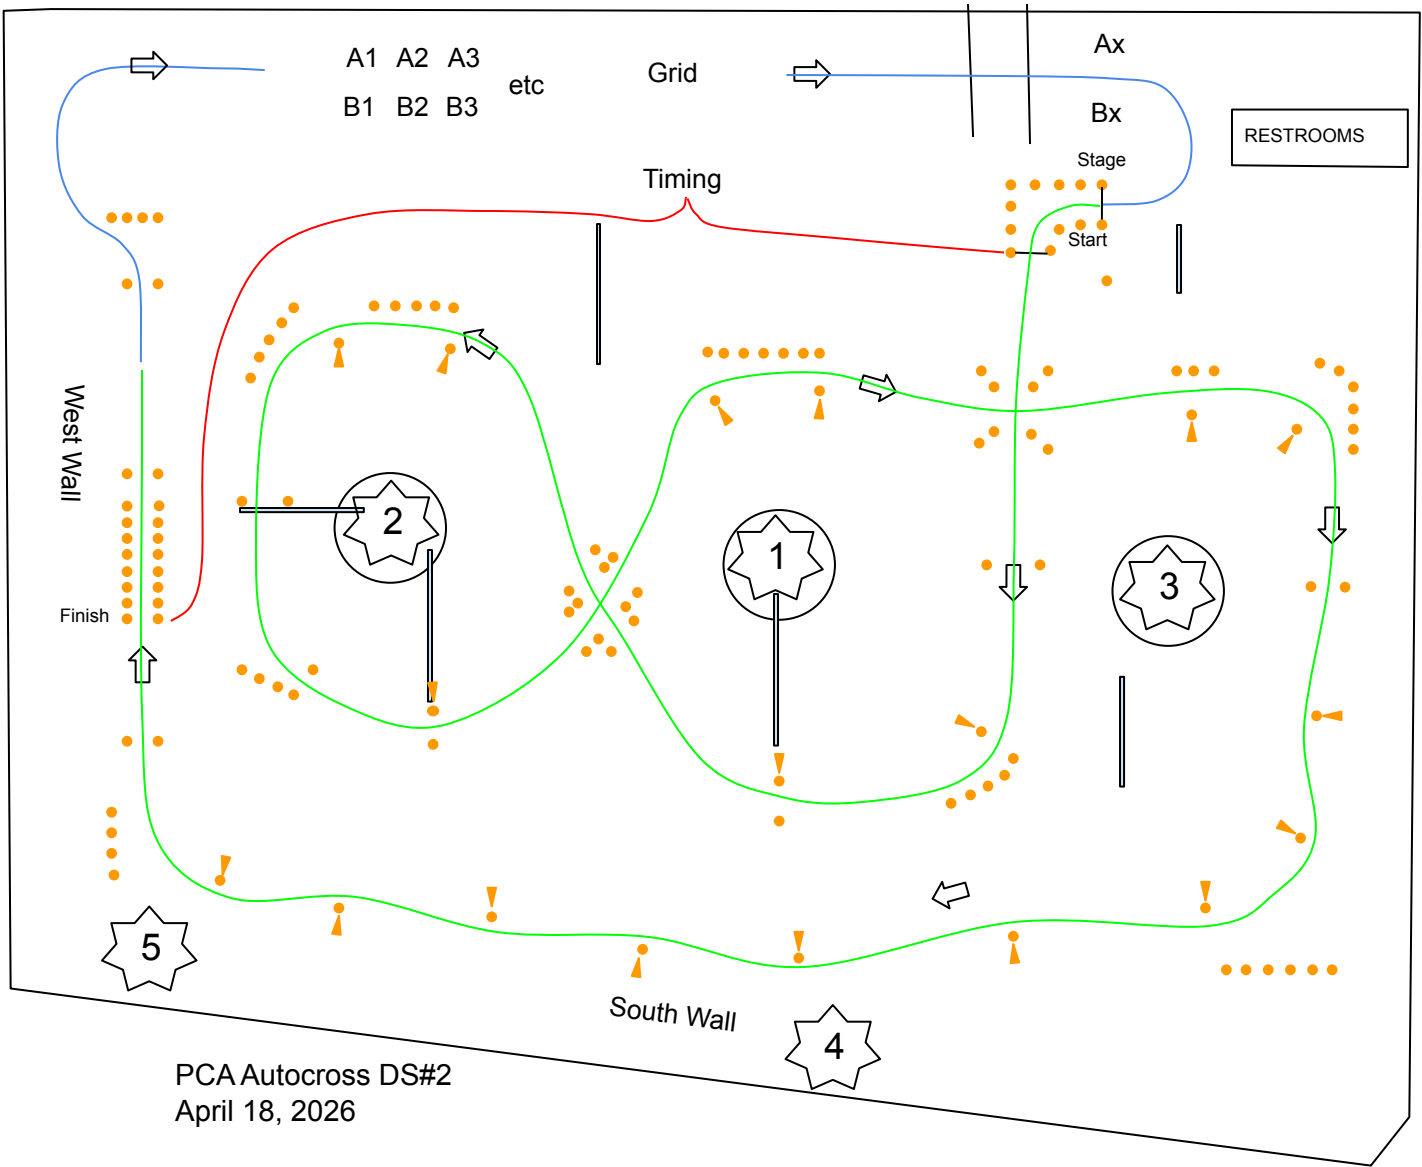 A1 A2 A3
etc
Grid
Ax
B1 B2 B3
Bx
RESTROOMS
Stage
Timing
Start
West Wall
2
1
3
Finish
5
South Wall
4
PCA Autocross DS#2
April 18, 2026